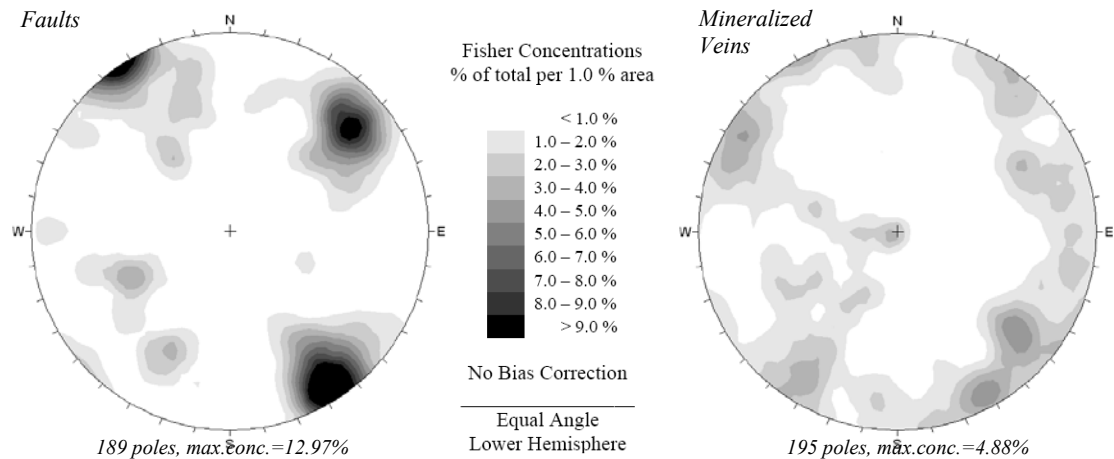 Faults
N
W
E
S
189 poles, max.conc.=12.97%
Fisher Concentrations
% of total per 1.0 % area
< 1.0 %
1.0 – 2.0 %
2.0 – 3.0 %
3.0 – 4.0 %
4.0 – 5.0 %
5.0 – 6.0 %
6.0 – 7.0 %
7.0 – 8.0 %
8.0 – 9.0 %
> 9.0 %
No Bias Correction
Equal Angle
Lower Hemisphere
Mineralized
Veins
N
W
E
S
195 poles, max.conc.=4.88%